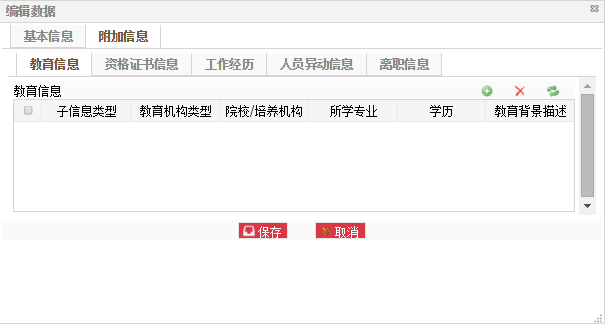 编辑数据
基本信息 附加信息
教育信息 资格证书信息 工作经历 人员异动信息 离职信息
教育信息
子信息类型 教育机构类型 院校/培养机构 所学专业 学历 教育背景描述
保存 取消